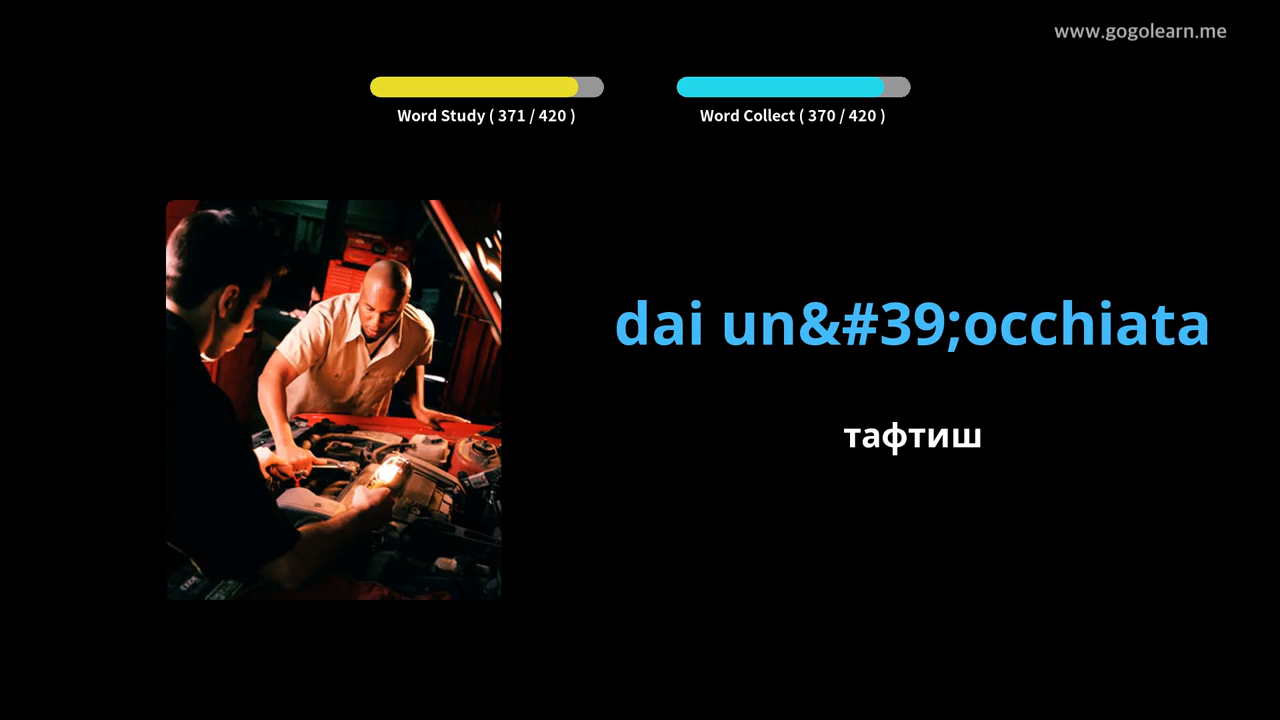 www.gogolearn.me
Word Study ( 371 / 420 )
Word Collect ( 370 / 420 )
dai un&#39;occhiata
тафтиш